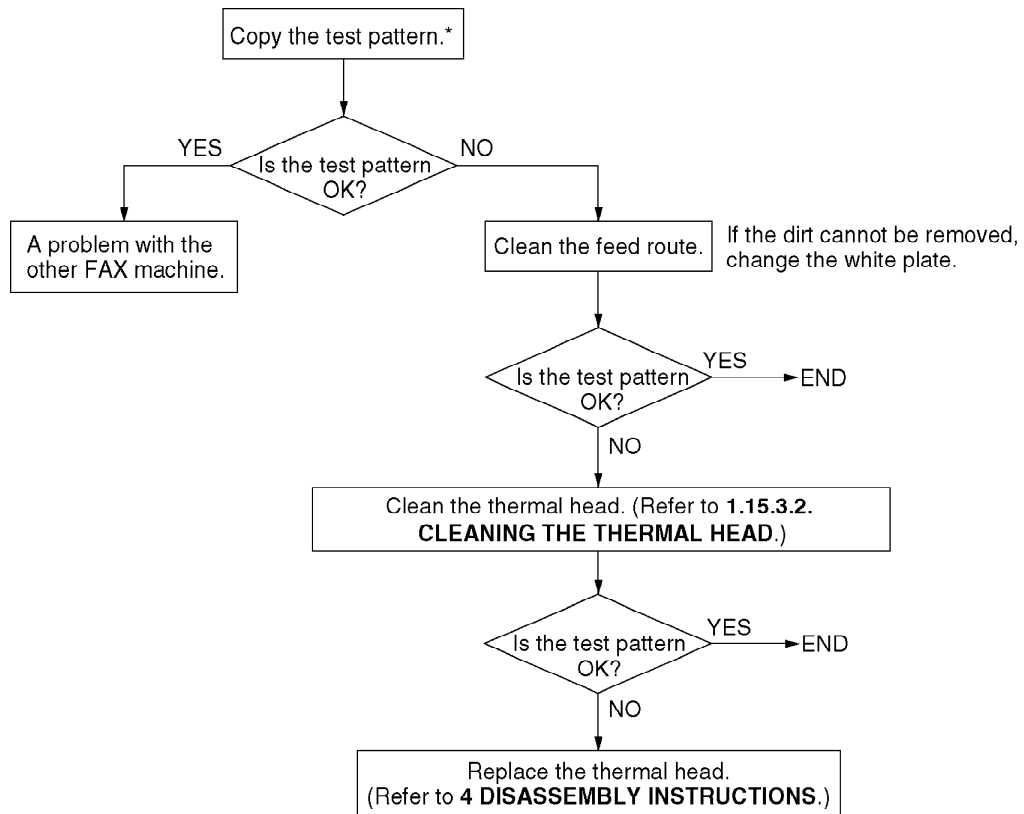 Copy the test pattern.*
YES
NO
Is the test pattern
OK?
A problem with the
other FAX machine.
Clean the feed route.
If the dirt cannot be removed,
change the white plate.
YES
Is the test pattern
OK?
END
NO
Clean the thermal head. (Refer to 1.15.3.2.
CLEANING THE THERMAL HEAD.)
YES
Is the test pattern
OK?
END
NO
Replace the thermal head.
(Refer to 4 DISASSEMBLY INSTRUCTIONS.)